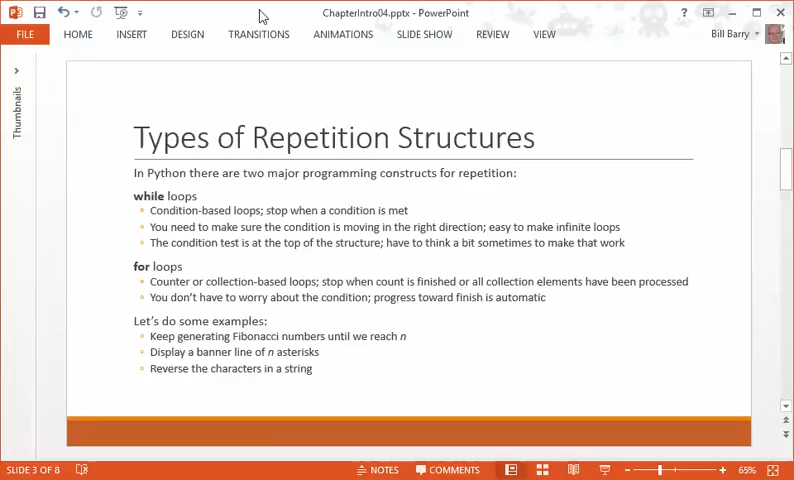 ChapterIntro04.pptx - PowerPoint
?
FILE HOME INSERT DESIGN TRANSITIONS ANIMATIONS SLIDE SHOW REVIEW VIEW Bill Barry
Thumbnails
Types of Repetition Structures
In Python there are two major programming constructs for repetition:
while loops
Condition-based loops; stop when a condition is met
You need to make sure the condition is moving in the right direction; easy to make infinite loops
The condition test is at the top of the structure; have to think a bit sometimes to make that work
for loops
Counter or collection-based loops; stop when count is finished or all collection elements have been processed
You don't have to worry about the condition; progress toward finish is automatic
Let's do some examples:
Keep generating Fibonacci numbers until we reach n
Display a banner line of n asterisks
Reverse the characters in a string
SLIDE 3 OF 8 NOTES COMMENTS 65%